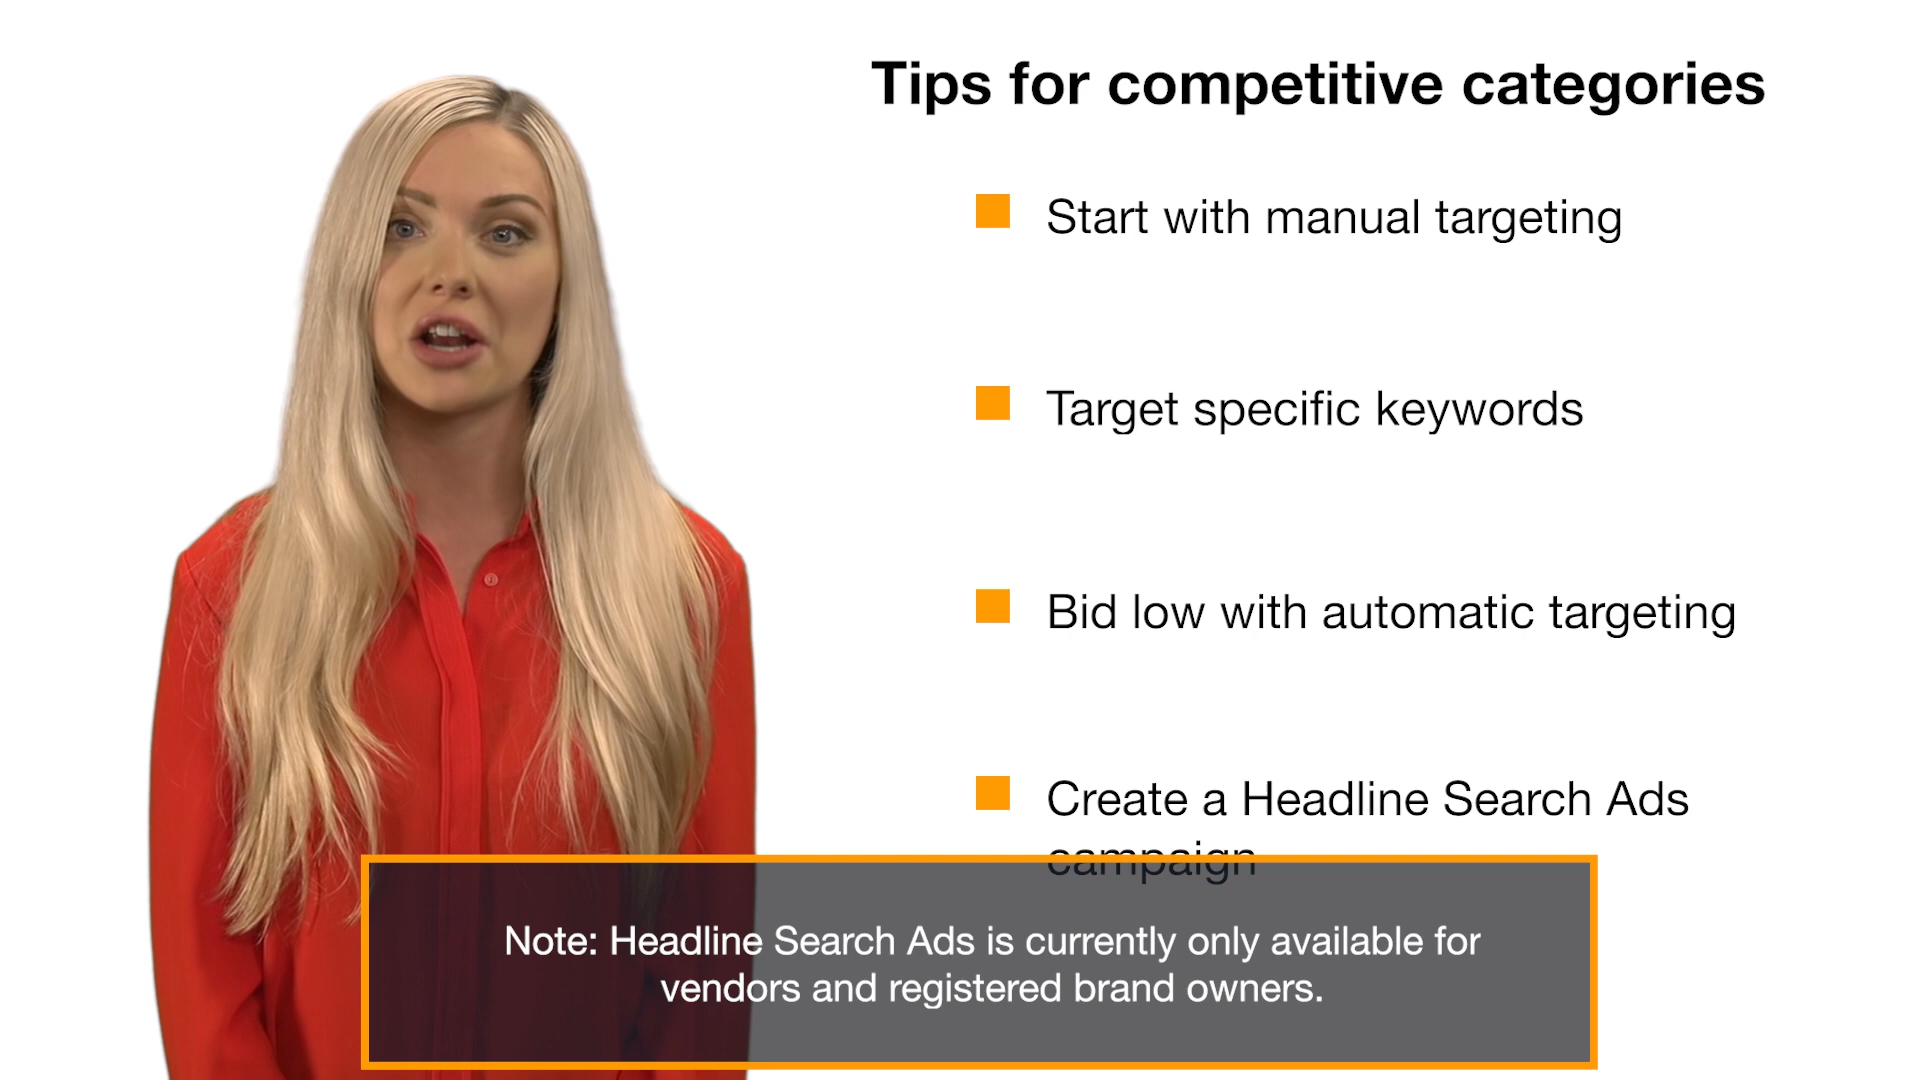 Tips for competitive categories
Start with manual targeting
Target specific keywords
Bid low with automatic targeting
Create a Headline Search Ads
campaign
Note: Headline Search Ads is currently only available for
vendors and registered brand owners.